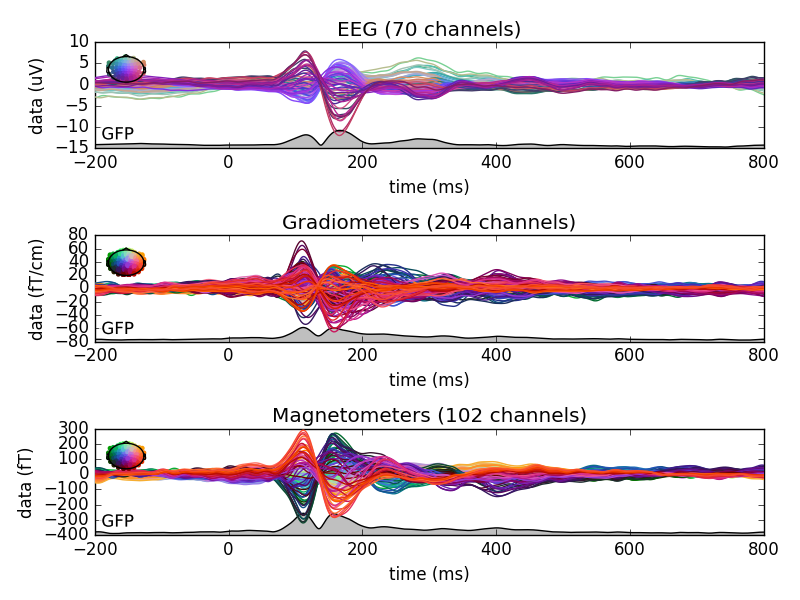 EEG (70 channels)
data (uV)
10
5
0
−5
−10
−15
GFP
−200 0 200 400 600 800
time (ms)
Gradiometers (204 channels)
data (fT/cm)
80
60
40
20
0
−20
−40
−60
−80
GFP
−200 0 200 400 600 800
time (ms)
Magnetometers (102 channels)
data (fT)
300
200
100
0
−100
−200
−300
−400
GFP
−200 0 200 400 600 800
time (ms)